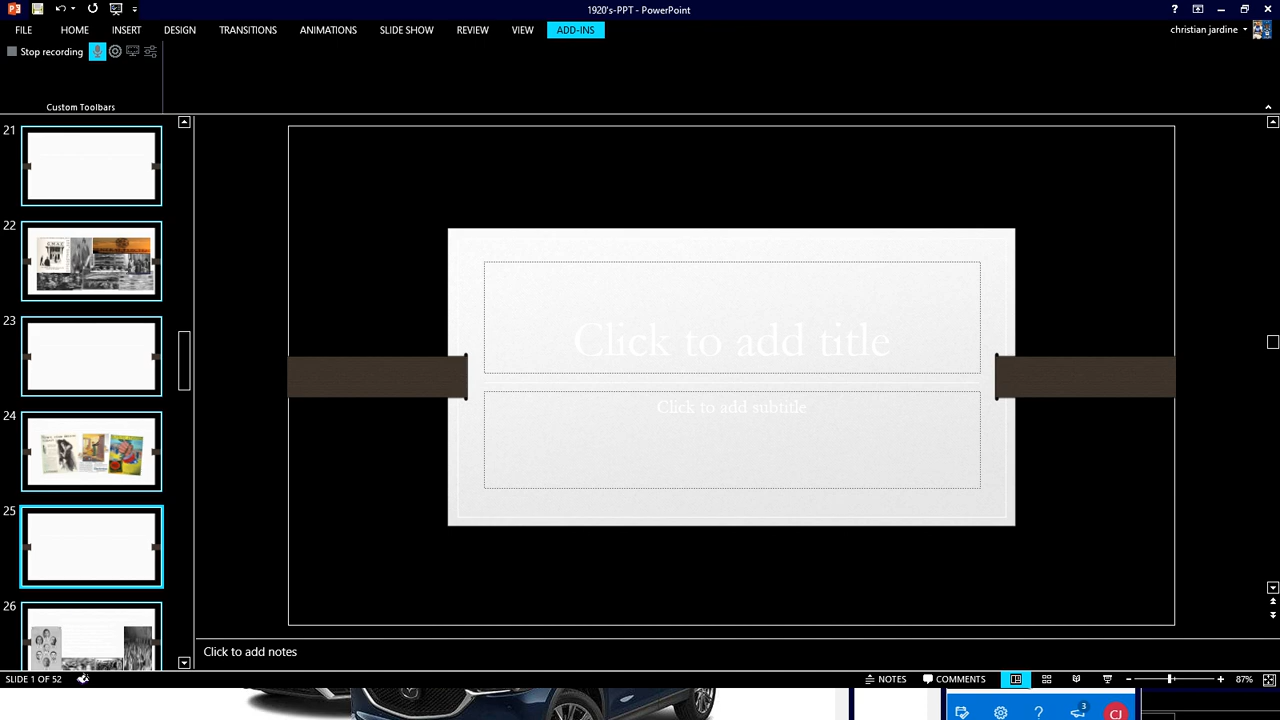 1920's-PPT - PowerPoint
FILE HOME INSERT DESIGN TRANSITIONS ANIMATIONS SLIDE SHOW REVIEW VIEW ADD-INS
christian jardine
Stop recording
Custom Toolbars
21
22
23
24
25
26
Click to add title
Click to add subtitle
Click to add notes
SLIDE 1 OF 52
NOTES COMMENTS 87%
3
CJ